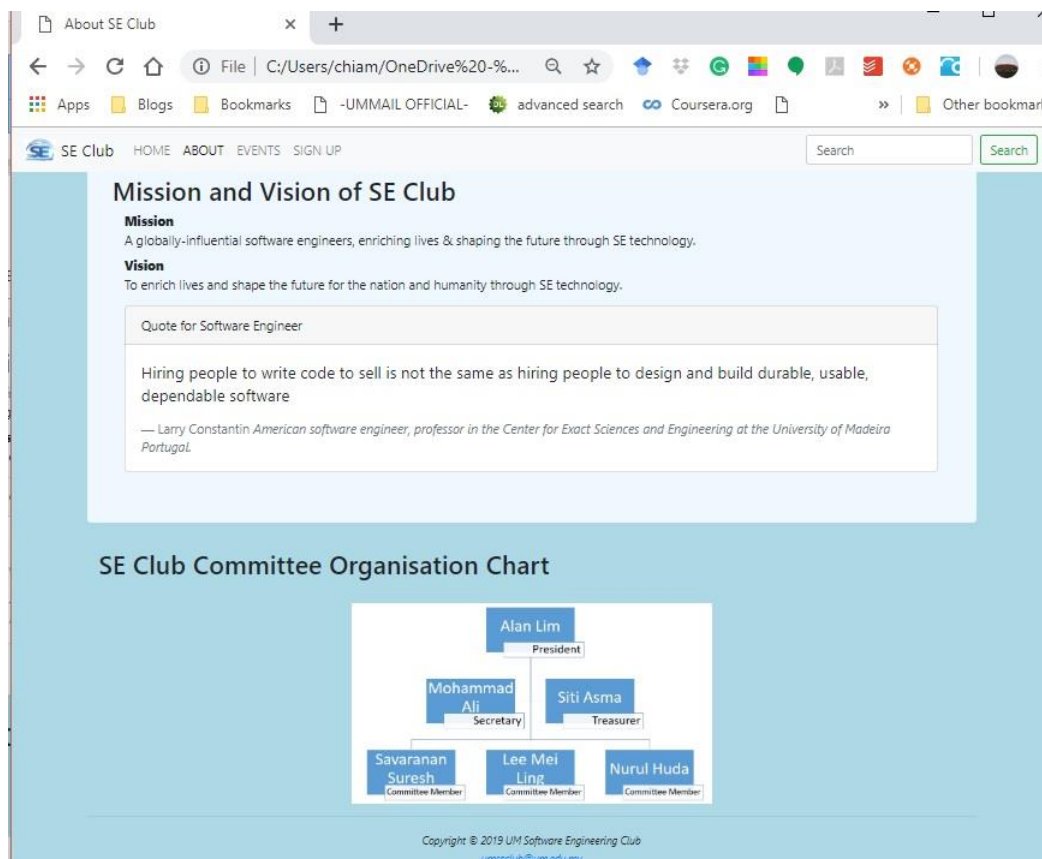 About SE Club
File | C:/Users/chiam/OneDrive%20-%...
Apps Blogs Bookmarks -UMMAIL OFFICIAL- advanced search Coursera.org » Other bookmar
SE SE Club HOME ABOUT EVENTS SIGN UP Search Search
Mission and Vision of SE Club
Mission
A globally-influential software engineers, enriching lives & shaping the future through SE technology.
Vision
To enrich lives and shape the future for the nation and humanity through SE technology.
Quote for Software Engineer
Hiring people to write code to sell is not the same as hiring people to design and build durable, usable,
dependable software
— Larry Constantin American software engineer, professor in the Center for Exact Sciences and Engineering at the University of Madeira
Portugal.
SE Club Committee Organisation Chart
Alan Lim
President
Mohammad
Ali
Secretary
Siti Asma
Treasurer
Savaranan
Suresh
Committee Member
Lee Mei
Ling
Committee Member
Nurul Huda
Committee Member
Copyright © 2019 UM Software Engineering Club